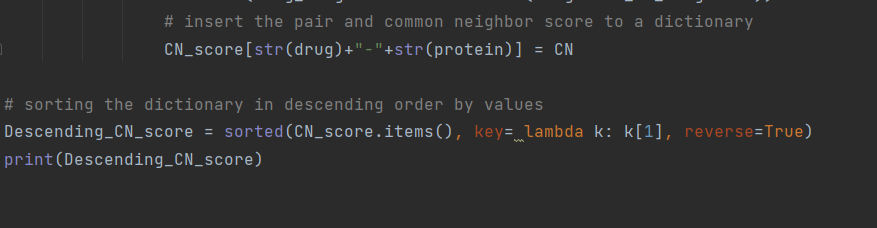 # insert the pair and common neighbor score to a dictionary
CN_score[str(drug)+"-"+str(protein)] = CN
# sorting the dictionary in descending order by values
Descending_CN_score = sorted(CN_score.items(), key= lambda k: k[1], reverse=True)
print(Descending_CN_score)